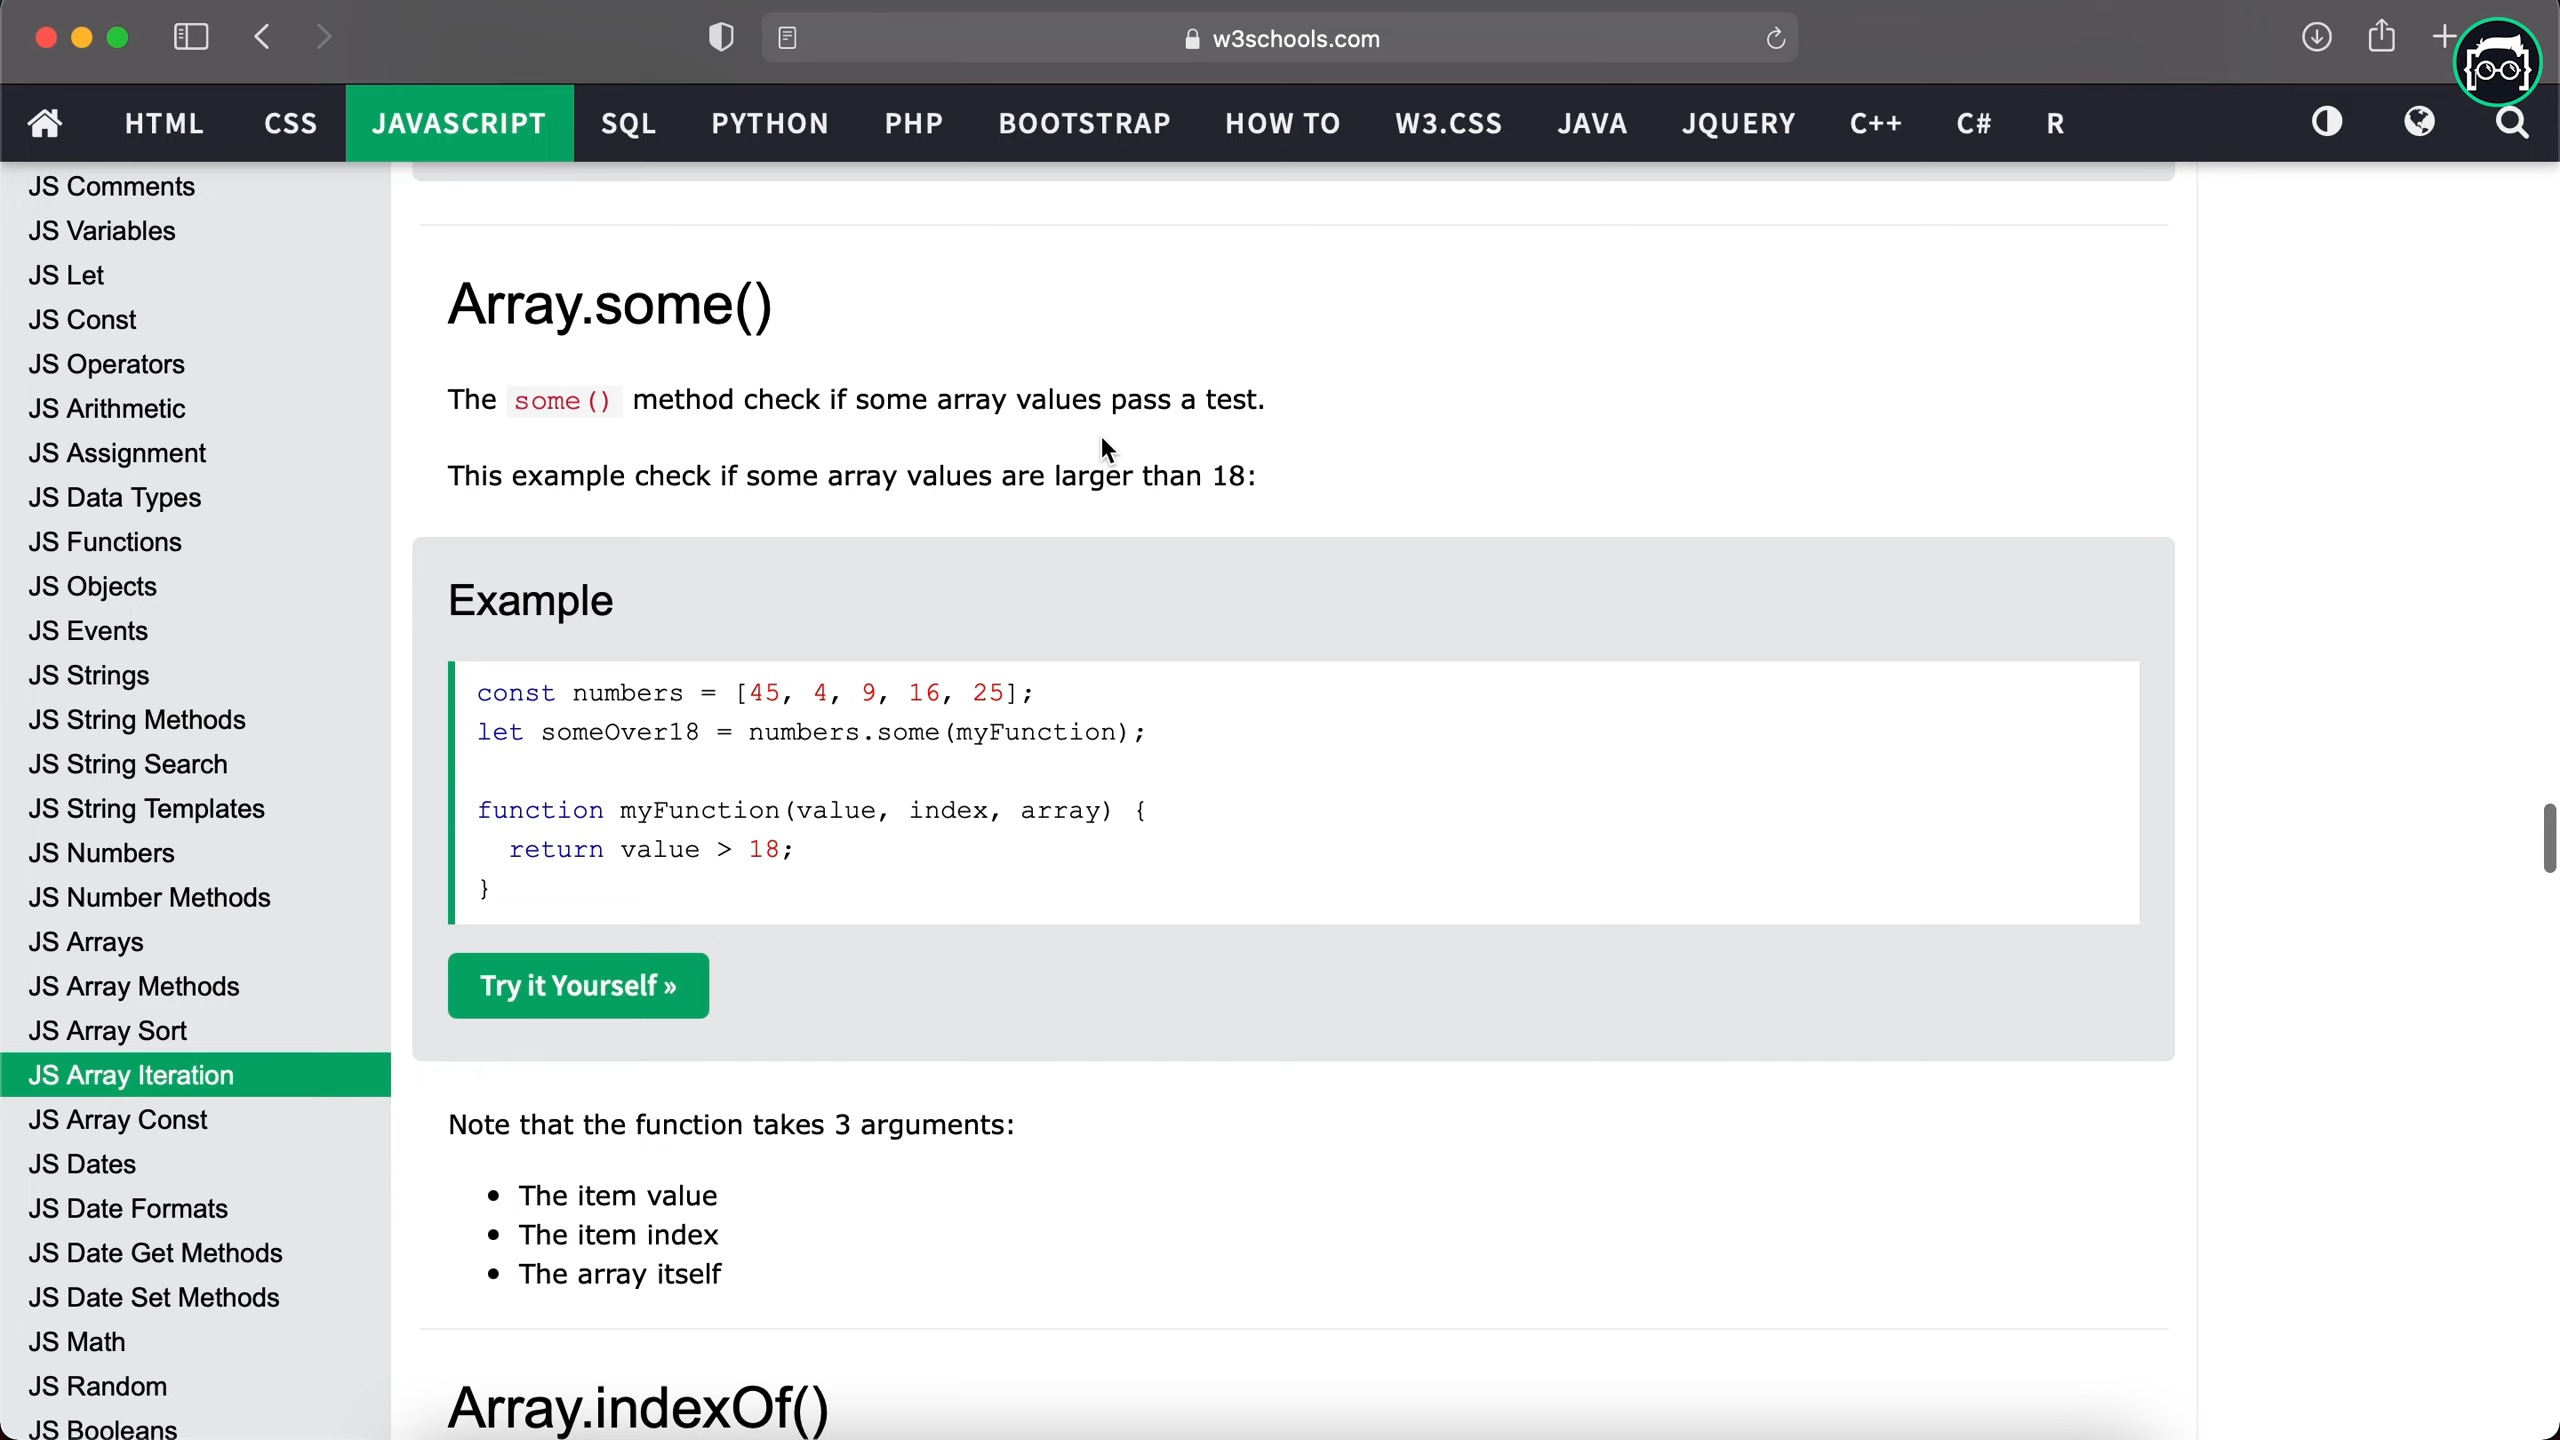 w3schools.com
HTML CSS JAVASCRIPT SQL PYTHON PHP BOOTSTRAP HOW TO W3.CSS JAVA JQUERY C++ C# R
JS Comments
JS Variables
JS Let
JS Const
JS Operators
JS Arithmetic
JS Assignment
JS Data Types
JS Functions
JS Objects
JS Events
JS Strings
JS String Methods
JS String Search
JS String Templates
JS Numbers
JS Number Methods
JS Arrays
JS Array Methods
JS Array Sort
JS Array Iteration
JS Array Const
JS Dates
JS Date Formats
JS Date Get Methods
JS Date Set Methods
JS Math
JS Random
JS Booleans
Array.some()
The some() method check if some array values pass a test.
This example check if some array values are larger than 18:
Example
const numbers = [45, 4, 9, 16, 25];
let someOver18 = numbers.some(myFunction);
function myFunction(value, index, array) {
  return value > 18;
}
Try it Yourself »
Note that the function takes 3 arguments:
• The item value
• The item index
• The array itself
Array.indexOf()